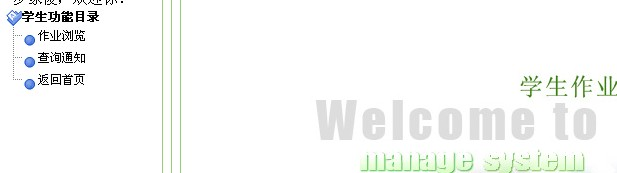 学生功能目录
作业浏览
查询通知
返回首页
学生作业
Welcome to
manage system